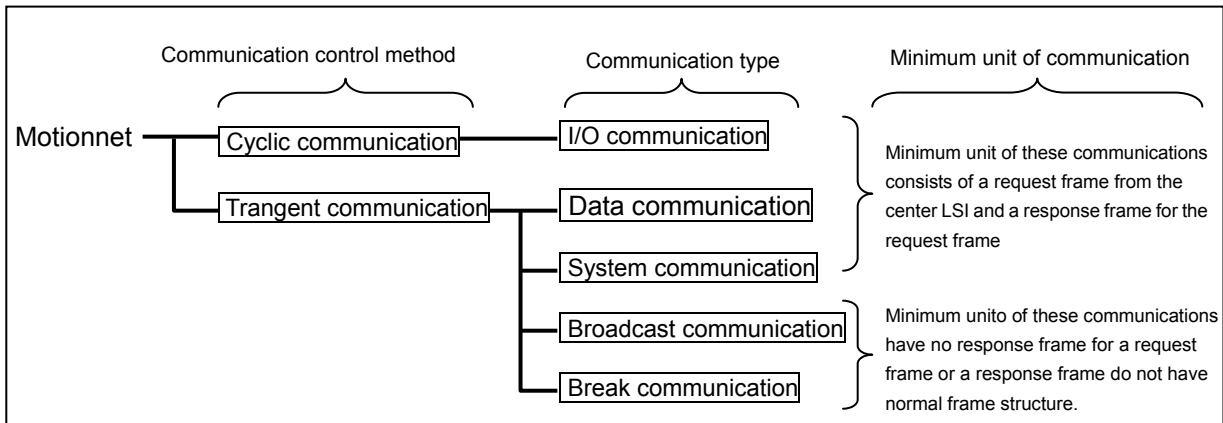 Communication control method
Communication type
Minimum unit of communication
Motionnet
Cyclic communication
I/O communication
Trangent communication
Data communication
System communication
Broadcast communication
Break communication
Minimum unit of these communications
consists of a request frame from the
center LSI and a response frame for the
request frame
Minimum unito of these communications
have no response frame for a request
frame or a response frame do not have
normal frame structure.